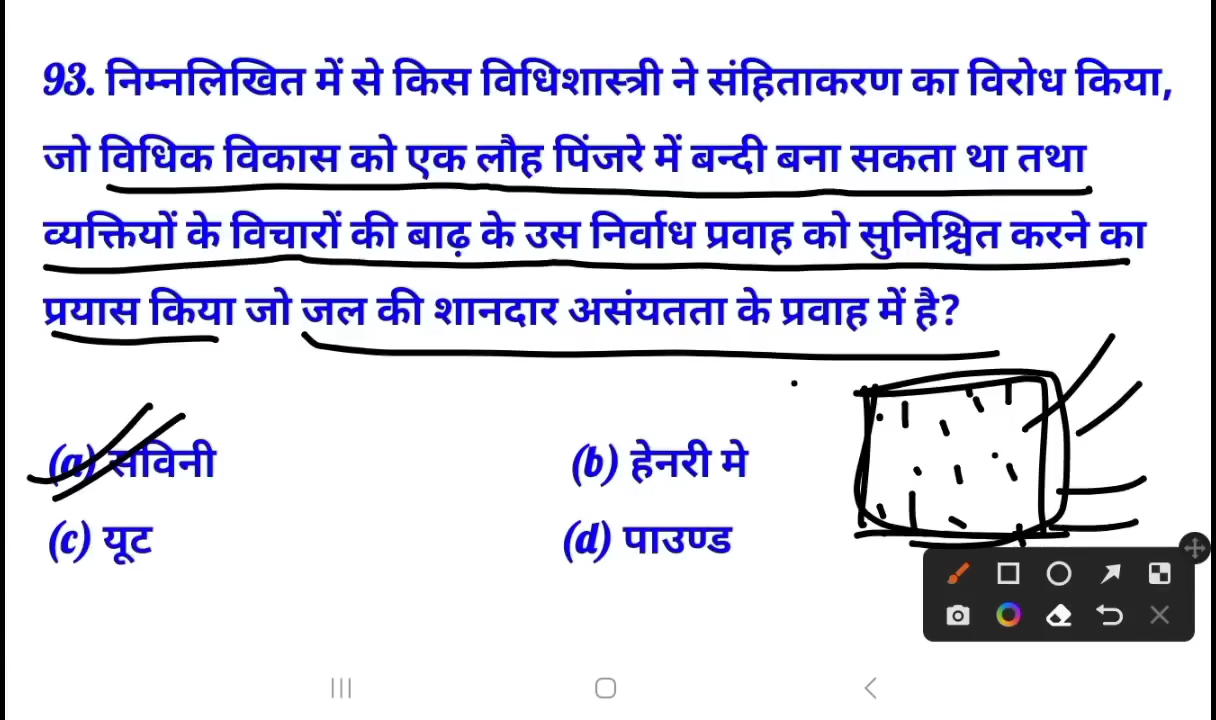 93. निम्नलिखित में से किस विधिशास्त्री ने संहिताकरण का विरोध किया,
जो विधिक विकास को एक लौह पिंजरे में बन्दी बना सकता था तथा
व्यक्तियों के विचारों की बाढ़ के उस निर्वाध प्रवाह को सुनिश्चित करने का
प्रयास किया जो जल की शानदार असंयतता के प्रवाह में है?
(a) सविनी
(b) हेनरी मे
(c) यूट
(d) पाउण्ड